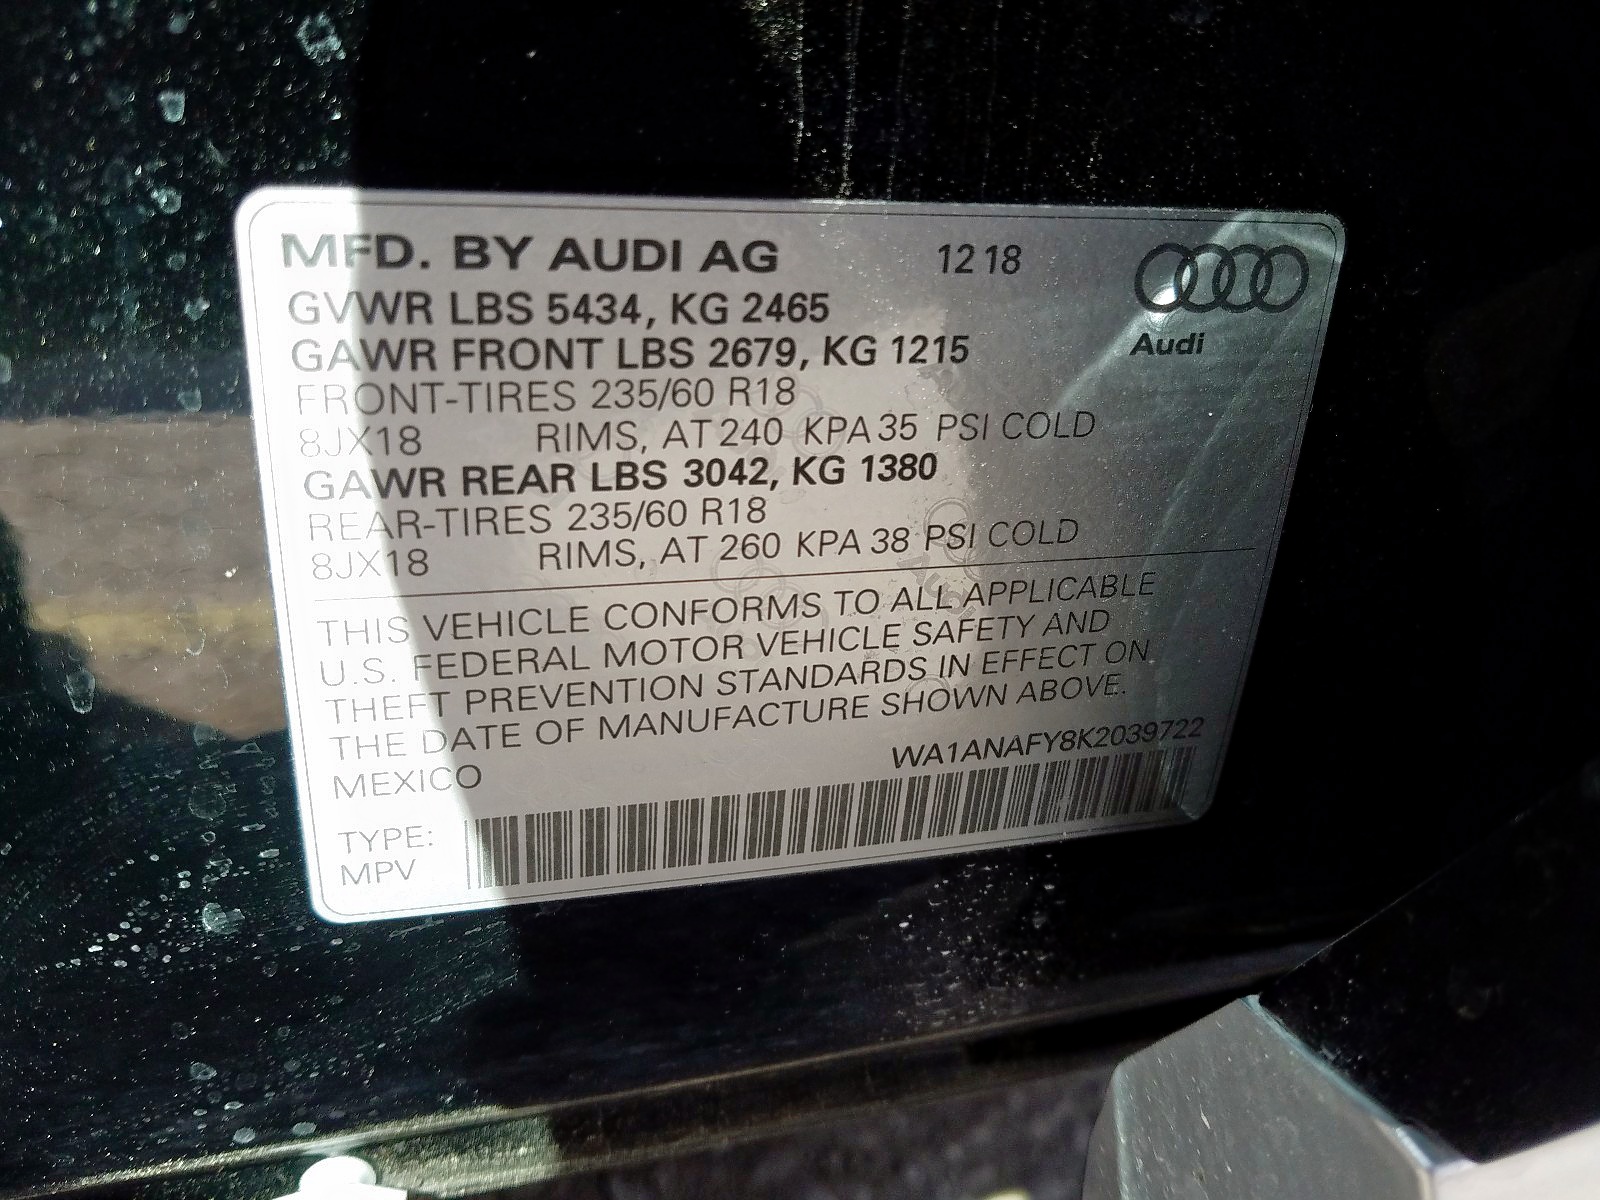 MFD. BY AUDI AG 12 18
GVWR LBS 5434, KG 2465
GAWR FRONT LBS 2679, KG 1215
Audi
FRONT-TIRES 235/60 R18
8JX18 RIMS, AT 240 KPA 35 PSI COLD
GAWR REAR LBS 3042, KG 1380
REAR-TIRES 235/60 R18
8JX18 RIMS, AT 260 KPA 38 PSI COLD
THIS VEHICLE CONFORMS TO ALL APPLICABLE
U.S. FEDERAL MOTOR VEHICLE SAFETY AND
THEFT PREVENTION STANDARDS IN EFFECT ON
THE DATE OF MANUFACTURE SHOWN ABOVE.
MEXICO WA1ANAFY8K2039722
TYPE:
MPV